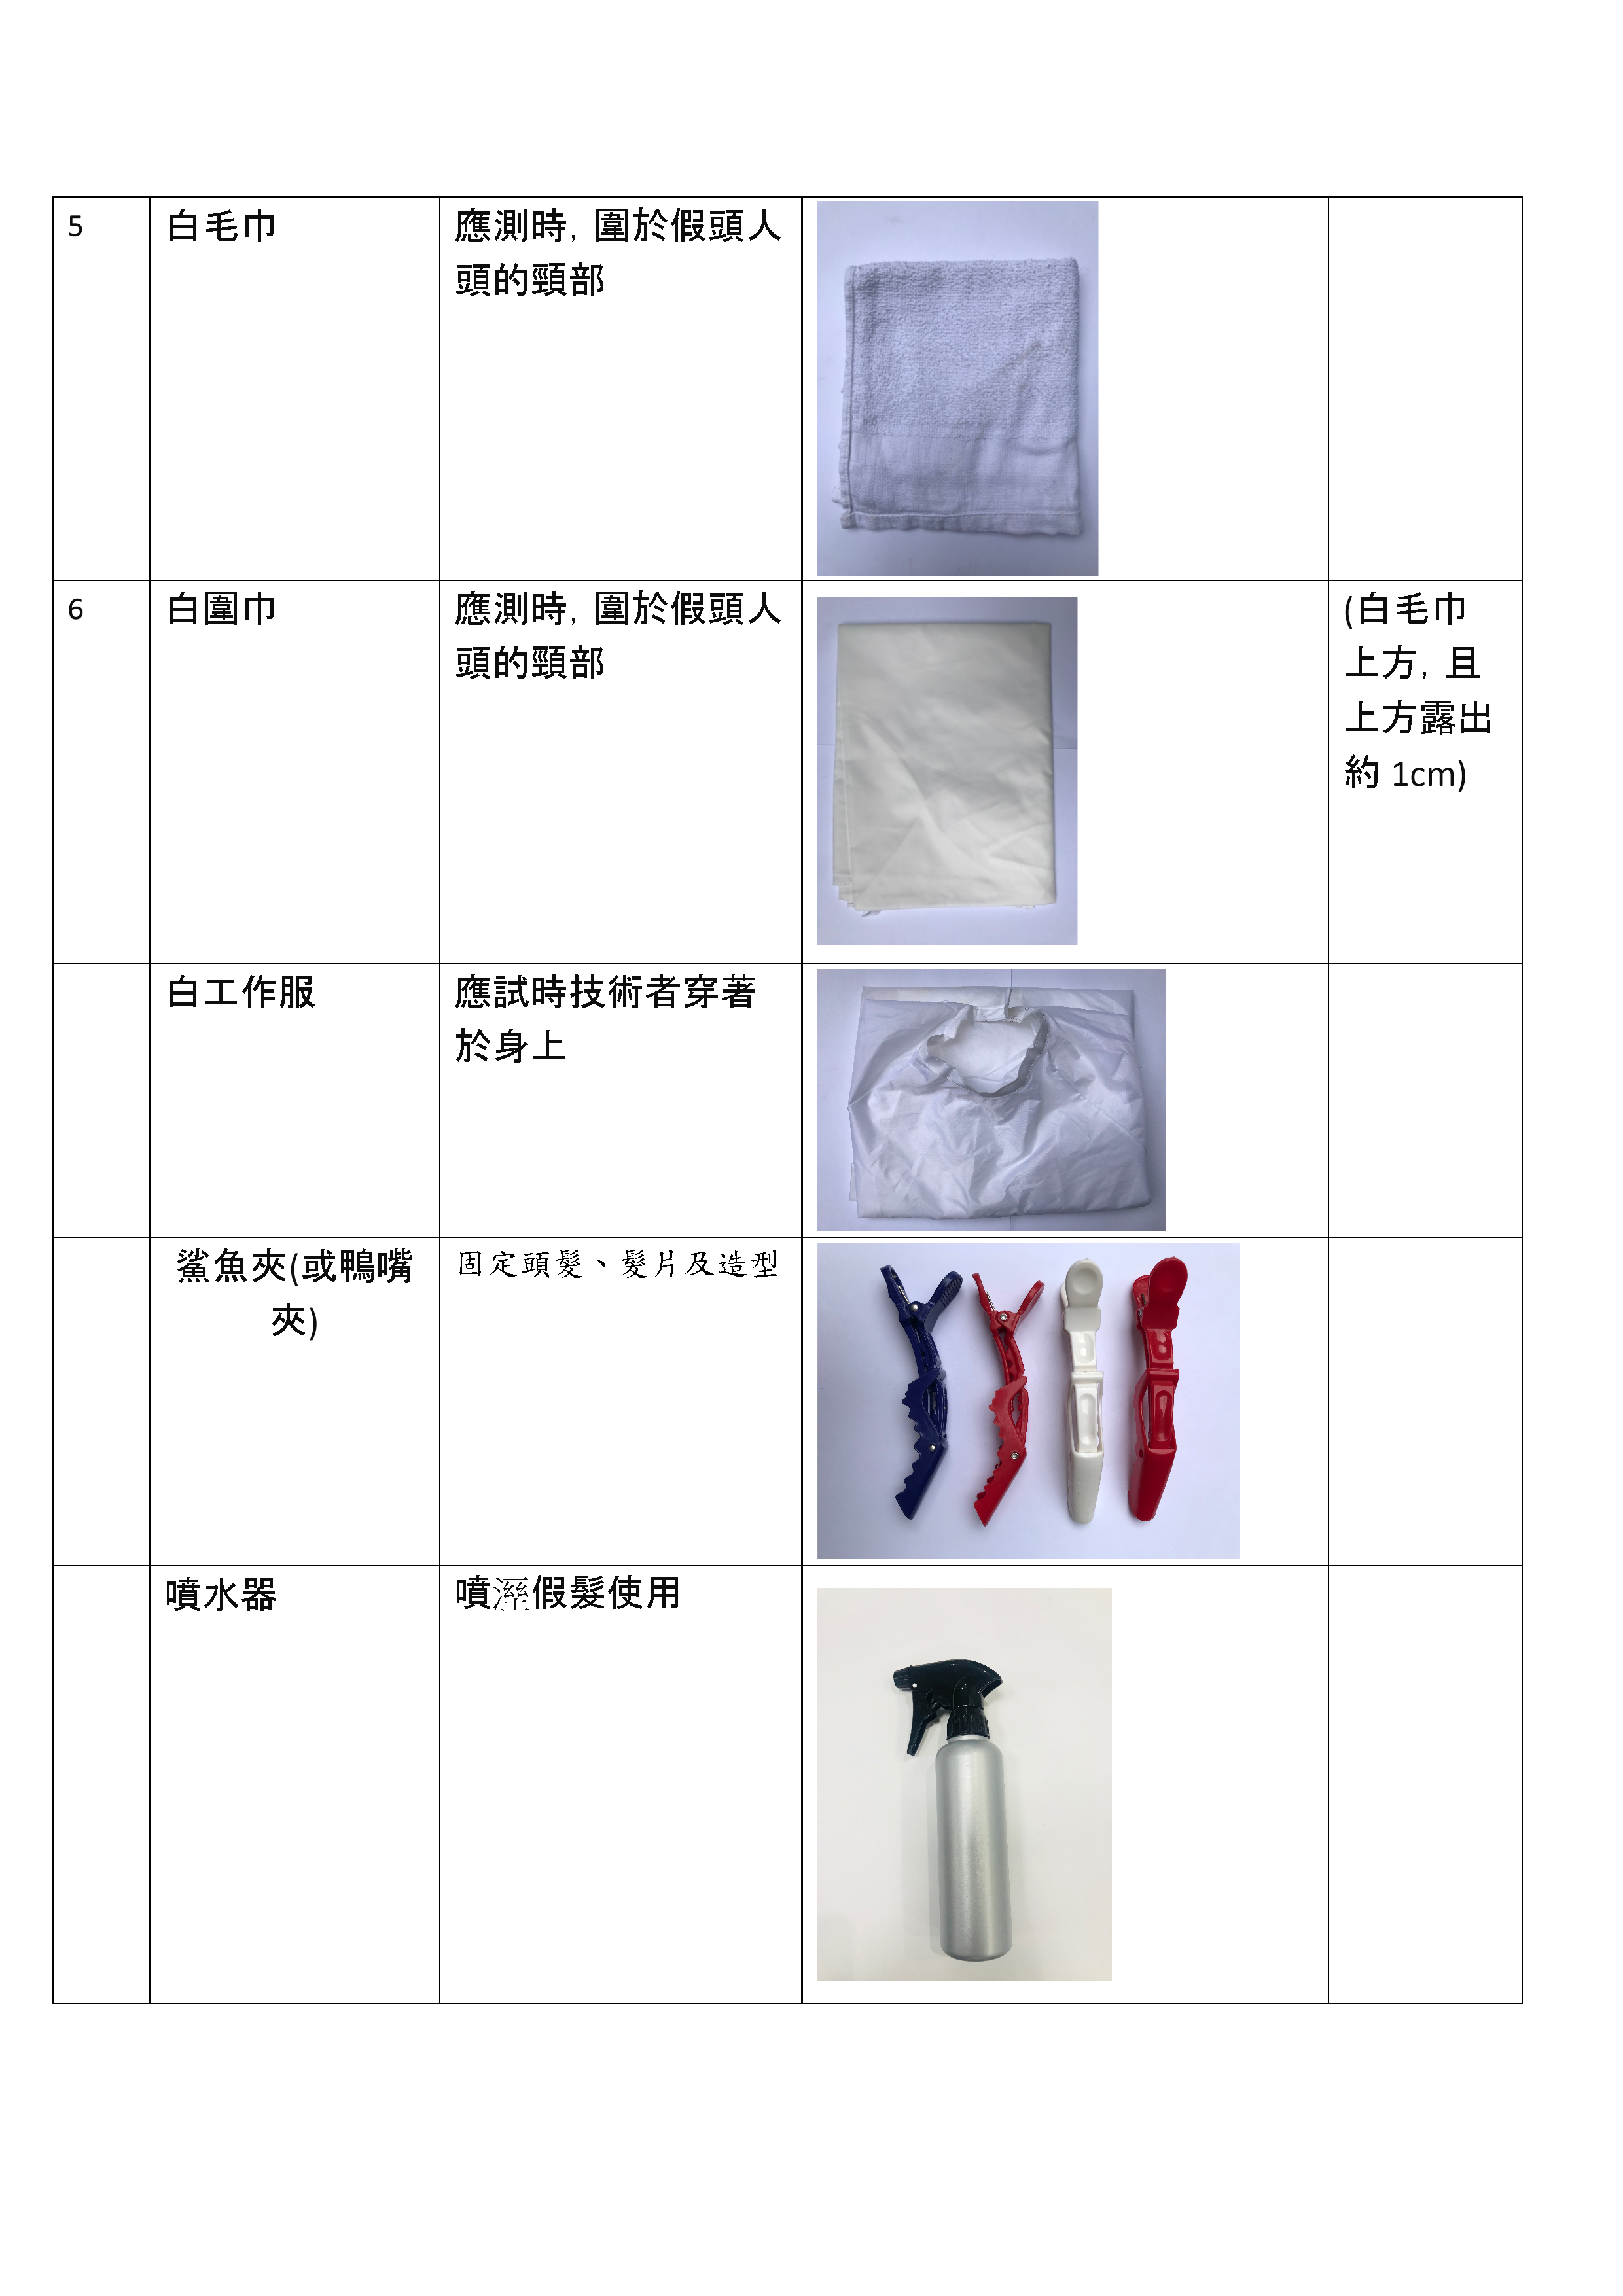 5
白毛巾
應測時，圍於假頭人
頭的頸部
6
白圍巾
應測時，圍於假頭人
頭的頸部
(白毛巾
上方，且
上方露出
約 1cm)
白工作服
應試時技術者穿著
於身上
鯊魚夾(或鴨嘴
夾)
固定頭髮、髮片及造型
噴水器
噴溼假髮使用